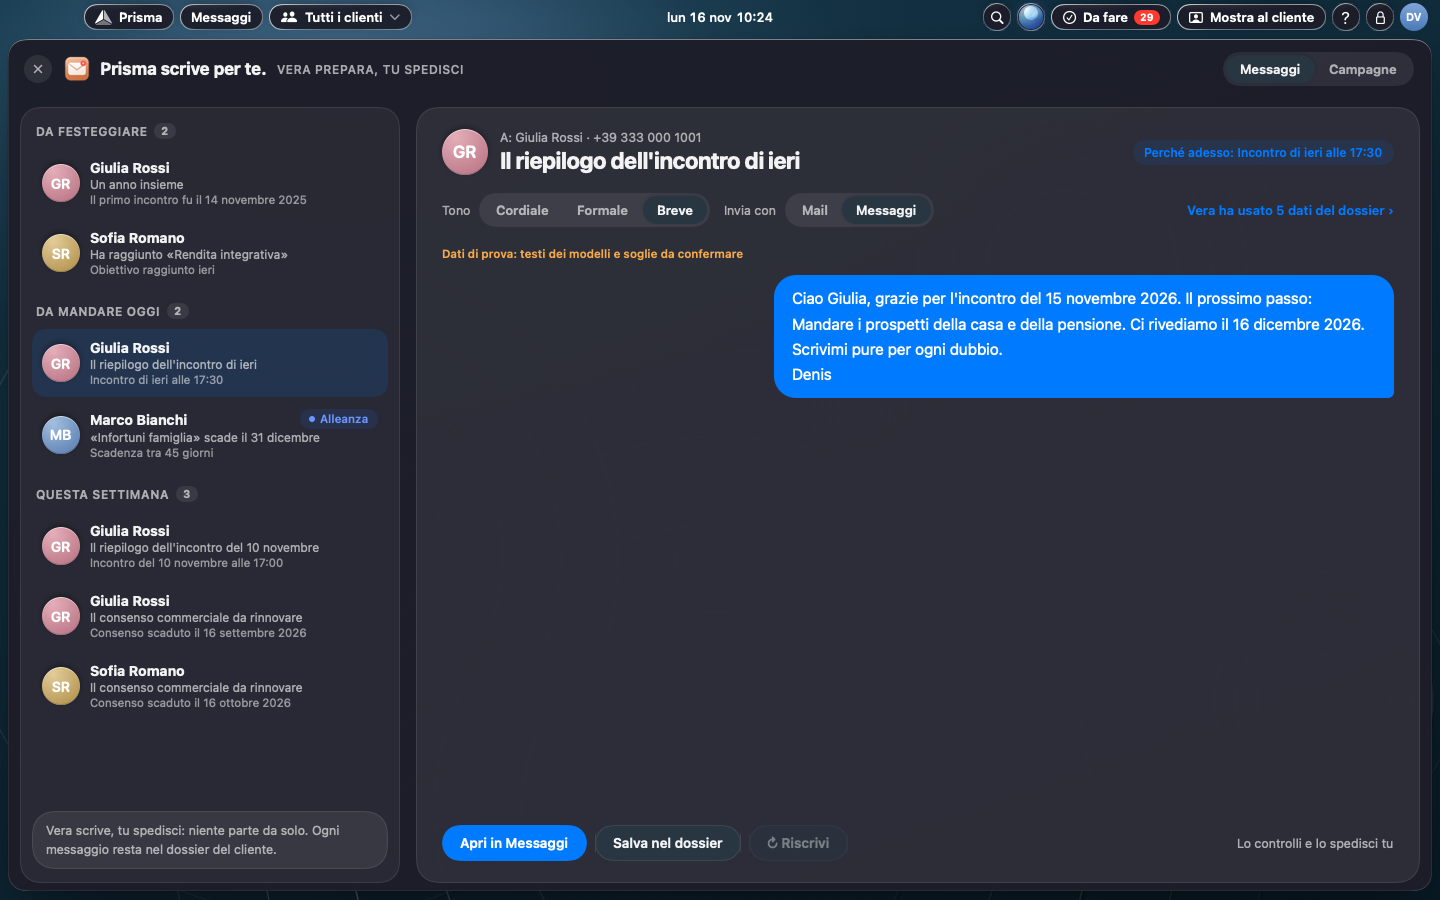 Prisma
Messaggi
Tutti i clienti
lun 16 nov 10:24
Da fare 29
Mostra al cliente
?
DV
Prisma scrive per te. VERA PREPARA, TU SPEDISCI
Messaggi
Campagne
DA FESTEGGIARE 2
GR
Giulia Rossi
Un anno insieme
Il primo incontro fu il 14 novembre 2025
SR
Sofia Romano
Ha raggiunto «Rendita integrativa»
Obiettivo raggiunto ieri
DA MANDARE OGGI 2
GR
Giulia Rossi
Il riepilogo dell'incontro di ieri
Incontro di ieri alle 17:30
MB
Marco Bianchi
Alleanza
«Infortuni famiglia» scade il 31 dicembre
Scadenza tra 45 giorni
QUESTA SETTIMANA 3
GR
Giulia Rossi
Il riepilogo dell'incontro del 10 novembre
Incontro del 10 novembre alle 17:00
GR
Giulia Rossi
Il consenso commerciale da rinnovare
Consenso scaduto il 16 settembre 2026
SR
Sofia Romano
Il consenso commerciale da rinnovare
Consenso scaduto il 16 ottobre 2026
Vera scrive, tu spedisci: niente parte da solo. Ogni
messaggio resta nel dossier del cliente.
GR
A: Giulia Rossi · +39 333 000 1001
Il riepilogo dell'incontro di ieri
Perché adesso: Incontro di ieri alle 17:30
Tono
Cordiale
Formale
Breve
Invia con
Mail
Messaggi
Vera ha usato 5 dati del dossier ›
Dati di prova: testi dei modelli e soglie da confermare
Ciao Giulia, grazie per l'incontro del 15 novembre 2026. Il prossimo passo:
Mandare i prospetti della casa e della pensione. Ci rivediamo il 16 dicembre 2026.
Scrivimi pure per ogni dubbio.
Denis
Apri in Messaggi
Salva nel dossier
Riscrivi
Lo controlli e lo spedisci tu